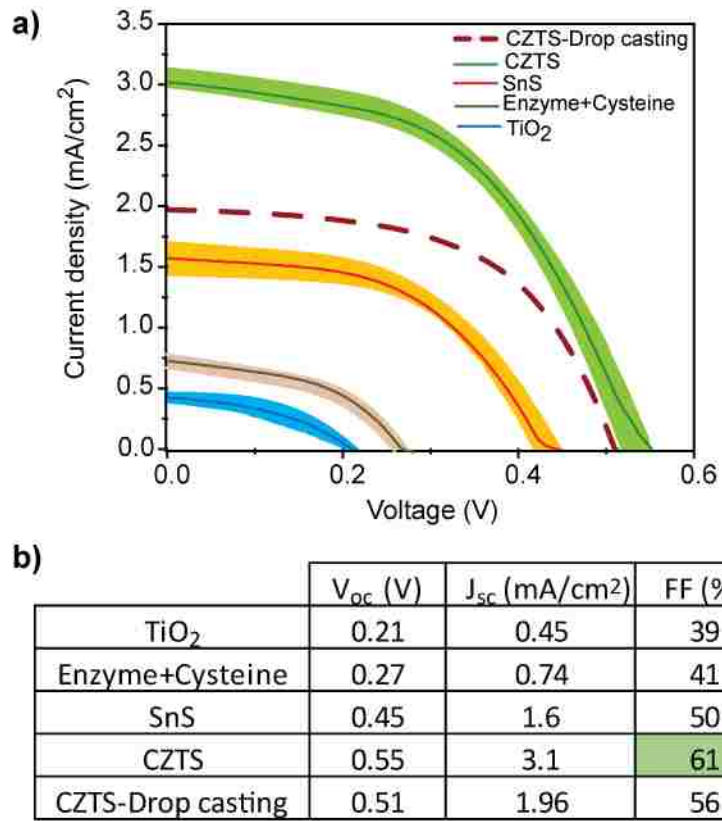 a)
3.5
3.0
2.5
2.0
1.5
1.0
0.5
0.0
Current density (mA/cm²)
CZTS-Drop casting
CZTS
SnS
Enzyme+Cysteine
TiO₂
0.0 0.2 0.4 0.6
Voltage (V)
b)
Voc (V) Jsc (mA/cm²) FF (%
TiO₂ 0.21 0.45 39
Enzyme+Cysteine 0.27 0.74 41
SnS 0.45 1.6 50
CZTS 0.55 3.1 61
CZTS-Drop casting 0.51 1.96 56